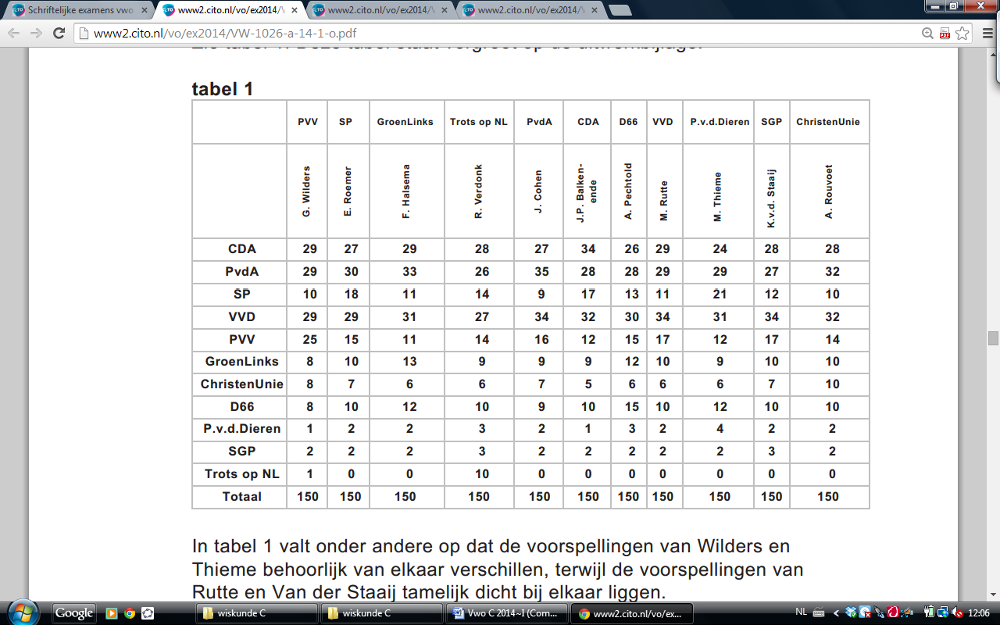 Schriftelijke examens vwo
www2.cito.nl/vo/ex2014/V
www2.cito.nl/vo/ex2014/
www2.cito.nl/vo/ex2014/
www2.cito.nl/vo/ex2014/VW-1026-a-14-1-o.pdf
tabel 1
PVV SP GroenLinks Trots op NL PvdA CDA D66 VVD P.v.d.Dieren SGP ChristenUnie
G. Wilders E. Roemer F. Halsema R. Verdonk J. Cohen J.P. Balken-ende A. Pechtold M. Rutte M. Thieme K.v.d. Staaij A. Rouvoet
CDA 29 27 29 28 27 34 26 29 24 28 28
PvdA 29 30 33 26 35 28 28 29 29 27 32
SP 10 18 11 14 9 17 13 11 21 12 10
VVD 29 29 31 27 34 32 30 34 31 34 32
PVV 25 15 11 14 16 12 15 17 12 17 14
GroenLinks 8 10 13 9 9 9 12 10 9 10 10
ChristenUnie 8 7 6 6 7 5 6 6 6 7 10
D66 8 10 12 10 9 10 15 10 12 10 10
P.v.d.Dieren 1 2 2 3 2 1 3 2 4 2 2
SGP 2 2 2 3 2 2 2 2 2 3 2
Trots op NL 1 0 0 10 0 0 0 0 0 0 0
Totaal 150 150 150 150 150 150 150 150 150 150 150
In tabel 1 valt onder andere op dat de voorspellingen van Wilders en
Thieme behoorlijk van elkaar verschillen, terwijl de voorspellingen van
Rutte en Van der Staaij tamelijk dicht bij elkaar liggen.
Google
wiskunde C
wiskunde C
Vwo C 2014~I (Com...
www2.cito.nl/vo/ex...
NL
12:06